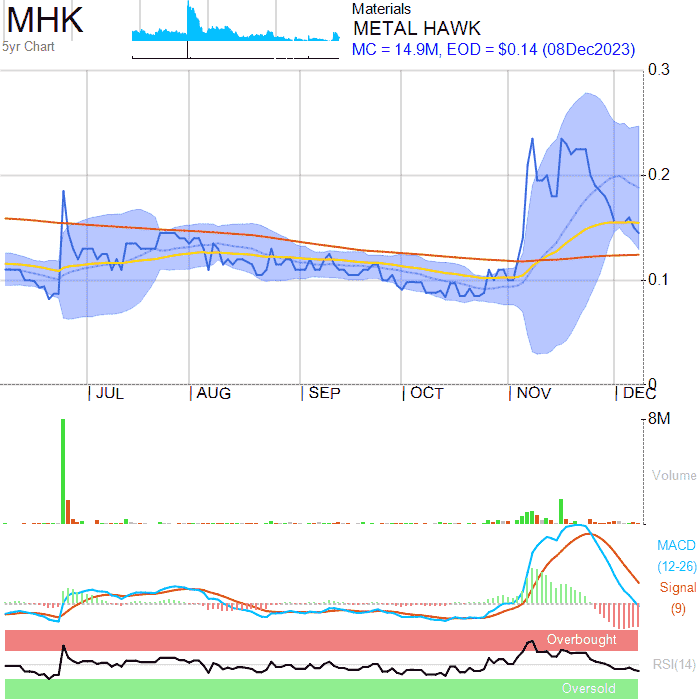 MHK
5yr Chart
Materials
METAL HAWK
MC = 14.9M, EOD = $0.14 (08Dec2023)
0.3
0.2
0.1
0
JUL AUG SEP OCT NOV DEC
8M
Volume
MACD
(12-26)
Signal
(9)
Overbought
RSI(14)
Oversold